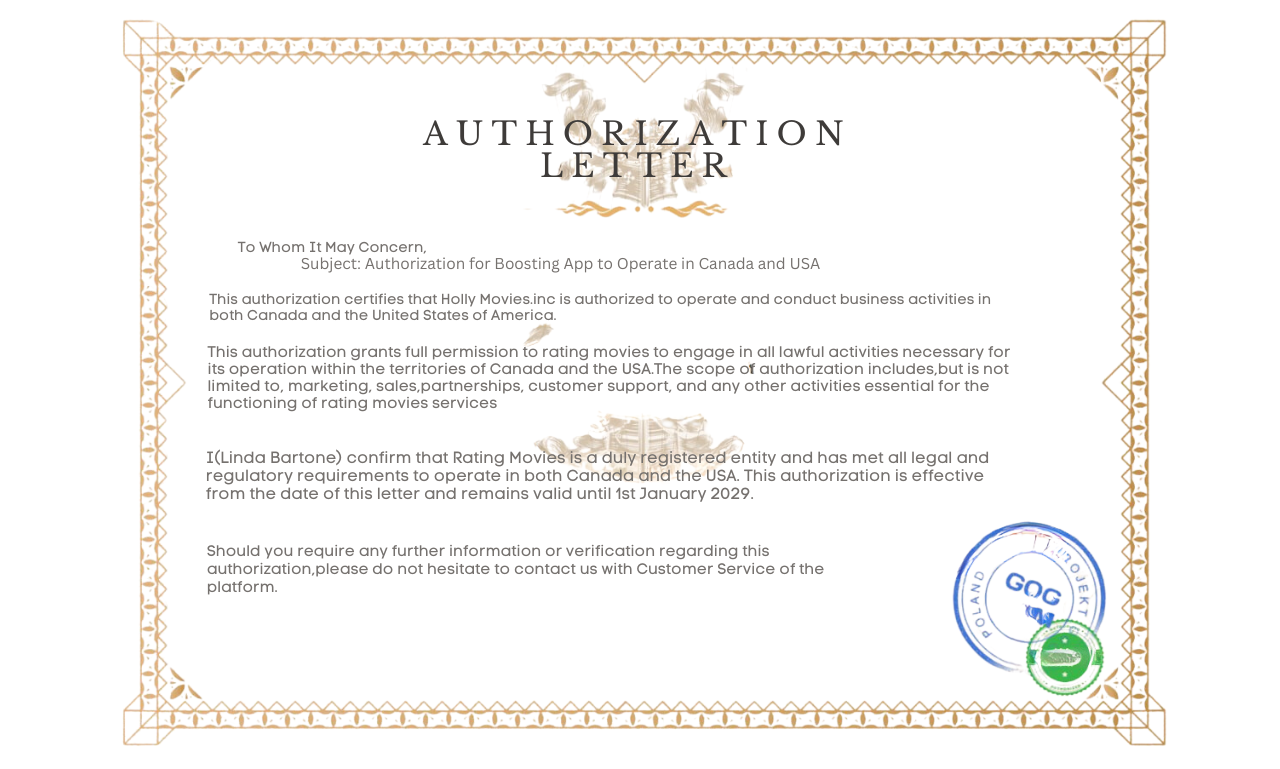 AUTHORIZATION
LETTER
To Whom It May Concern,
Subject: Authorization for Boosting App to Operate in Canada and USA
This authorization certifies that Holly Movies.inc is authorized to operate and conduct business activities in
both Canada and the United States of America.
This authorization grants full permission to rating movies to engage in all lawful activities necessary for
its operation within the territories of Canada and the USA.The scope of authorization includes,but is not
limited to, marketing, sales,partnerships, customer support, and any other activities essential for the
functioning of rating movies services
I(Linda Bartone) confirm that Rating Movies is a duly registered entity and has met all legal and
regulatory requirements to operate in both Canada and the USA. This authorization is effective
from the date of this letter and remains valid until 1st January 2029.
Should you require any further information or verification regarding this
authorization,please do not hesitate to contact us with Customer Service of the
platform.
POLAND
GOG